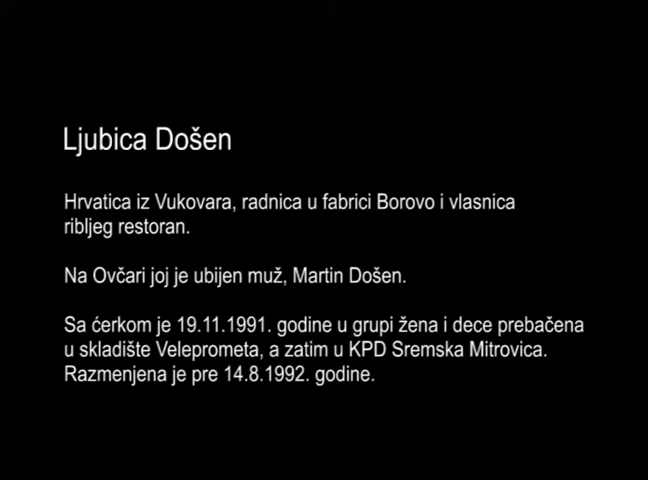 Ljubica Došen
Hrvatica iz Vukovara, radnica u fabrici Borovo i vlasnica
ribljeg restoran.
Na Ovčari joj je ubijen muž, Martin Došen.
Sa ćerkom je 19.11.1991. godine u grupi žena i dece prebačena
u skladište Veleprometa, a zatim u KPD Sremska Mitrovica.
Razmenjena je pre 14.8.1992. godine.